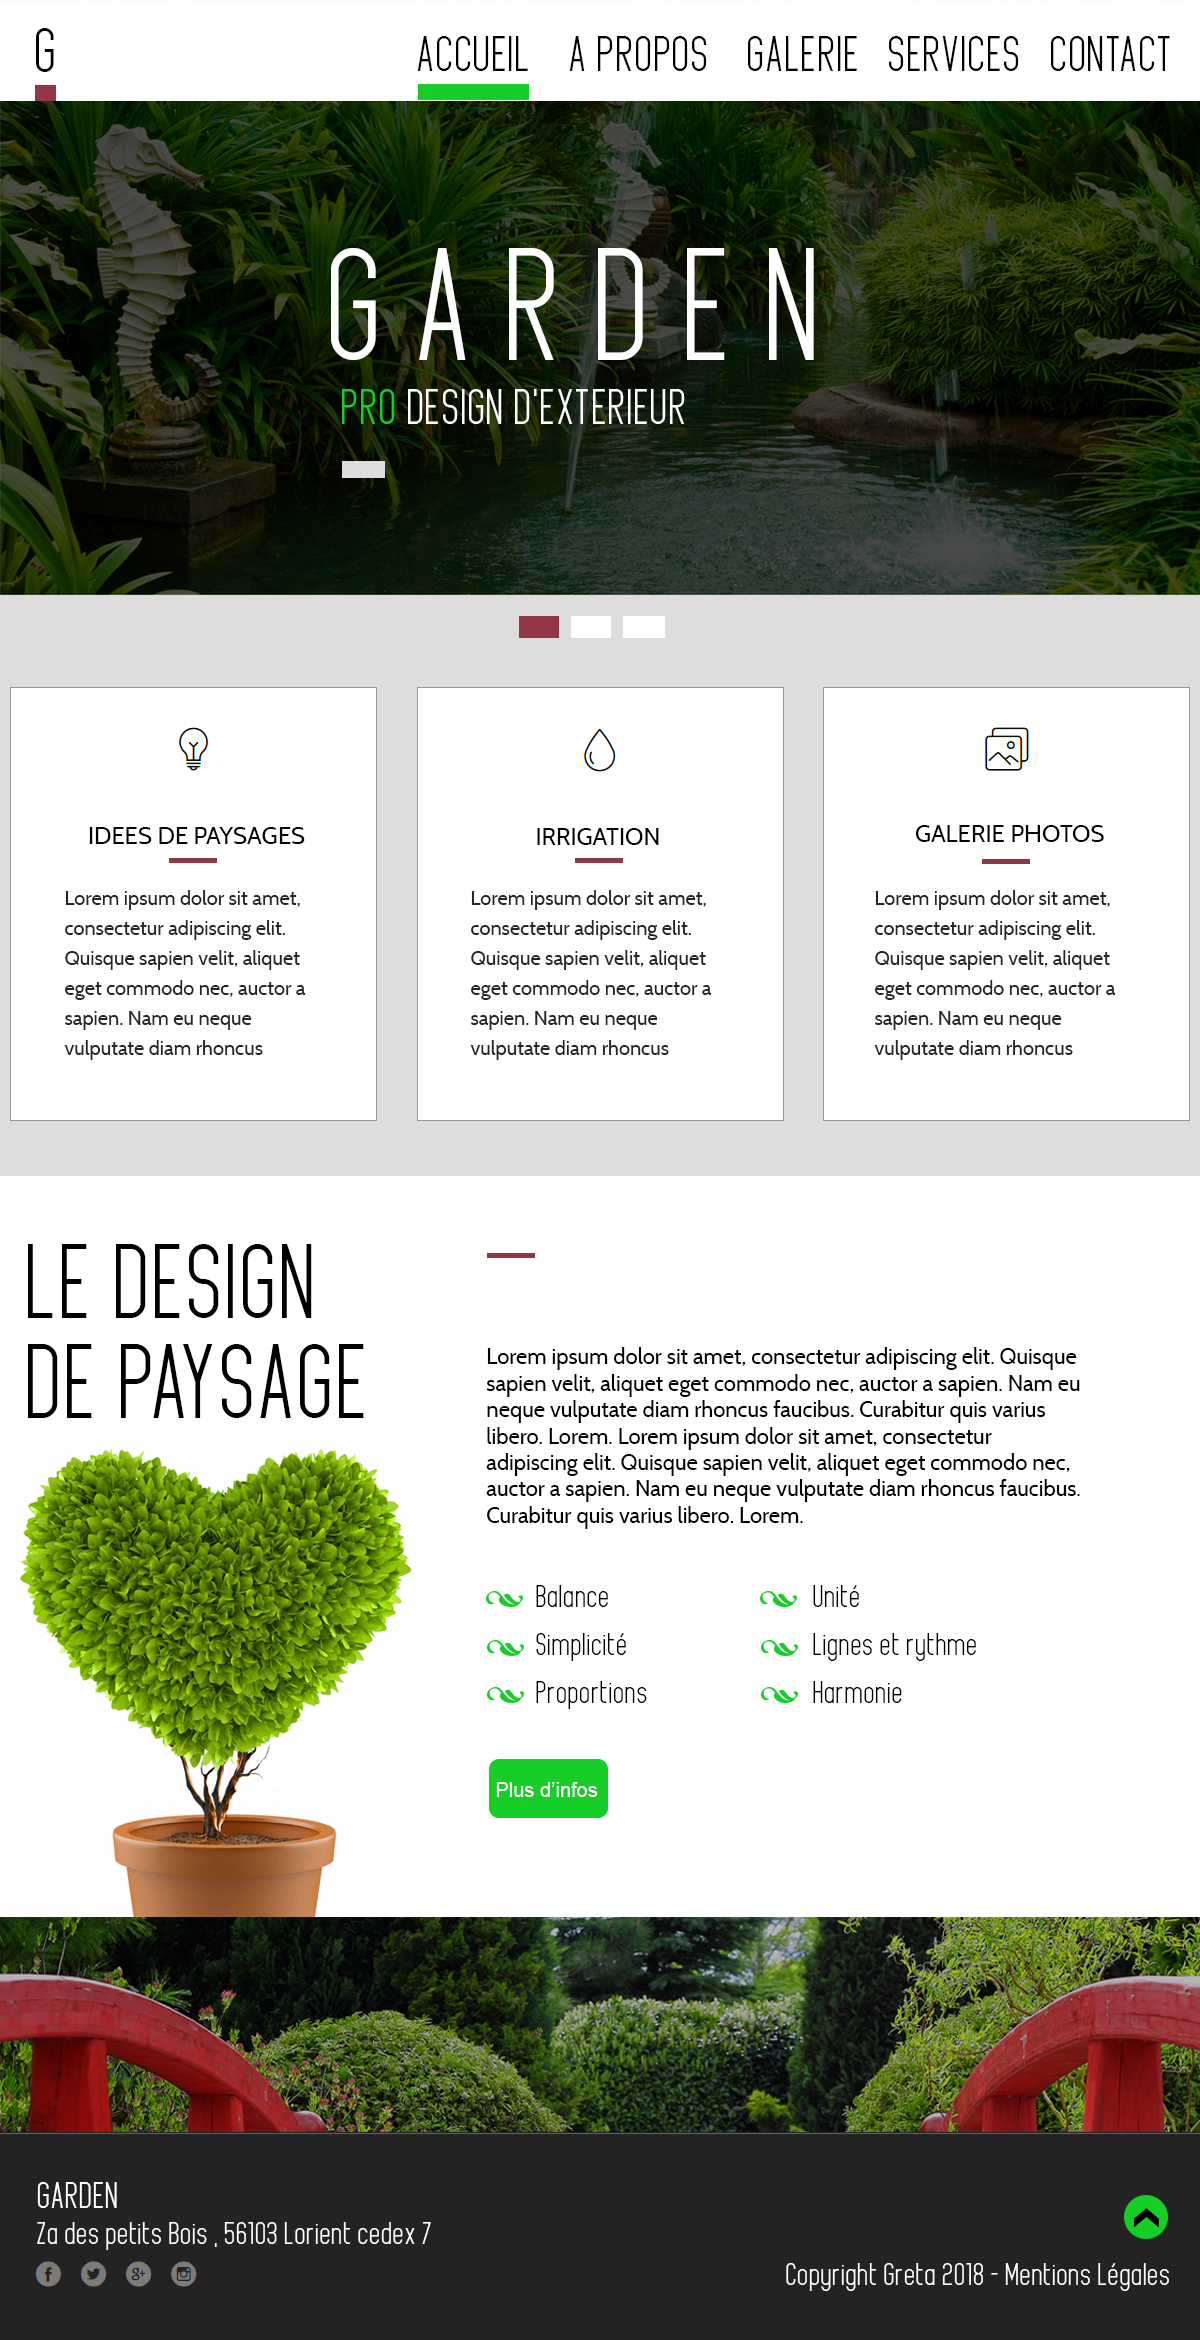 G
ACCUEIL A PROPOS GALERIE SERVICES CONTACT
GARDEN
PRO DESIGN D'EXTERIEUR
IDEES DE PAYSAGES
Lorem ipsum dolor sit amet,
consectetur adipiscing elit.
Quisque sapien velit, aliquet
eget commodo nec, auctor a
sapien. Nam eu neque
vulputate diam rhoncus
IRRIGATION
Lorem ipsum dolor sit amet,
consectetur adipiscing elit.
Quisque sapien velit, aliquet
eget commodo nec, auctor a
sapien. Nam eu neque
vulputate diam rhoncus
GALERIE PHOTOS
Lorem ipsum dolor sit amet,
consectetur adipiscing elit.
Quisque sapien velit, aliquet
eget commodo nec, auctor a
sapien. Nam eu neque
vulputate diam rhoncus
LE DESIGN
DE PAYSAGE
Lorem ipsum dolor sit amet, consectetur adipiscing elit. Quisque
sapien velit, aliquet eget commodo nec, auctor a sapien. Nam eu
neque vulputate diam rhoncus faucibus. Curabitur quis varius
libero. Lorem. Lorem ipsum dolor sit amet, consectetur
adipiscing elit. Quisque sapien velit, aliquet eget commodo nec,
auctor a sapien. Nam eu neque vulputate diam rhoncus faucibus.
Curabitur quis varius libero. Lorem.
Balance
Simplicité
Proportions
Unité
Lignes et rythme
Harmonie
Plus d’infos
GARDEN
Za des petits Bois , 56103 Lorient cedex 7
f g+
Copyright Greta 2018 - Mentions Légales